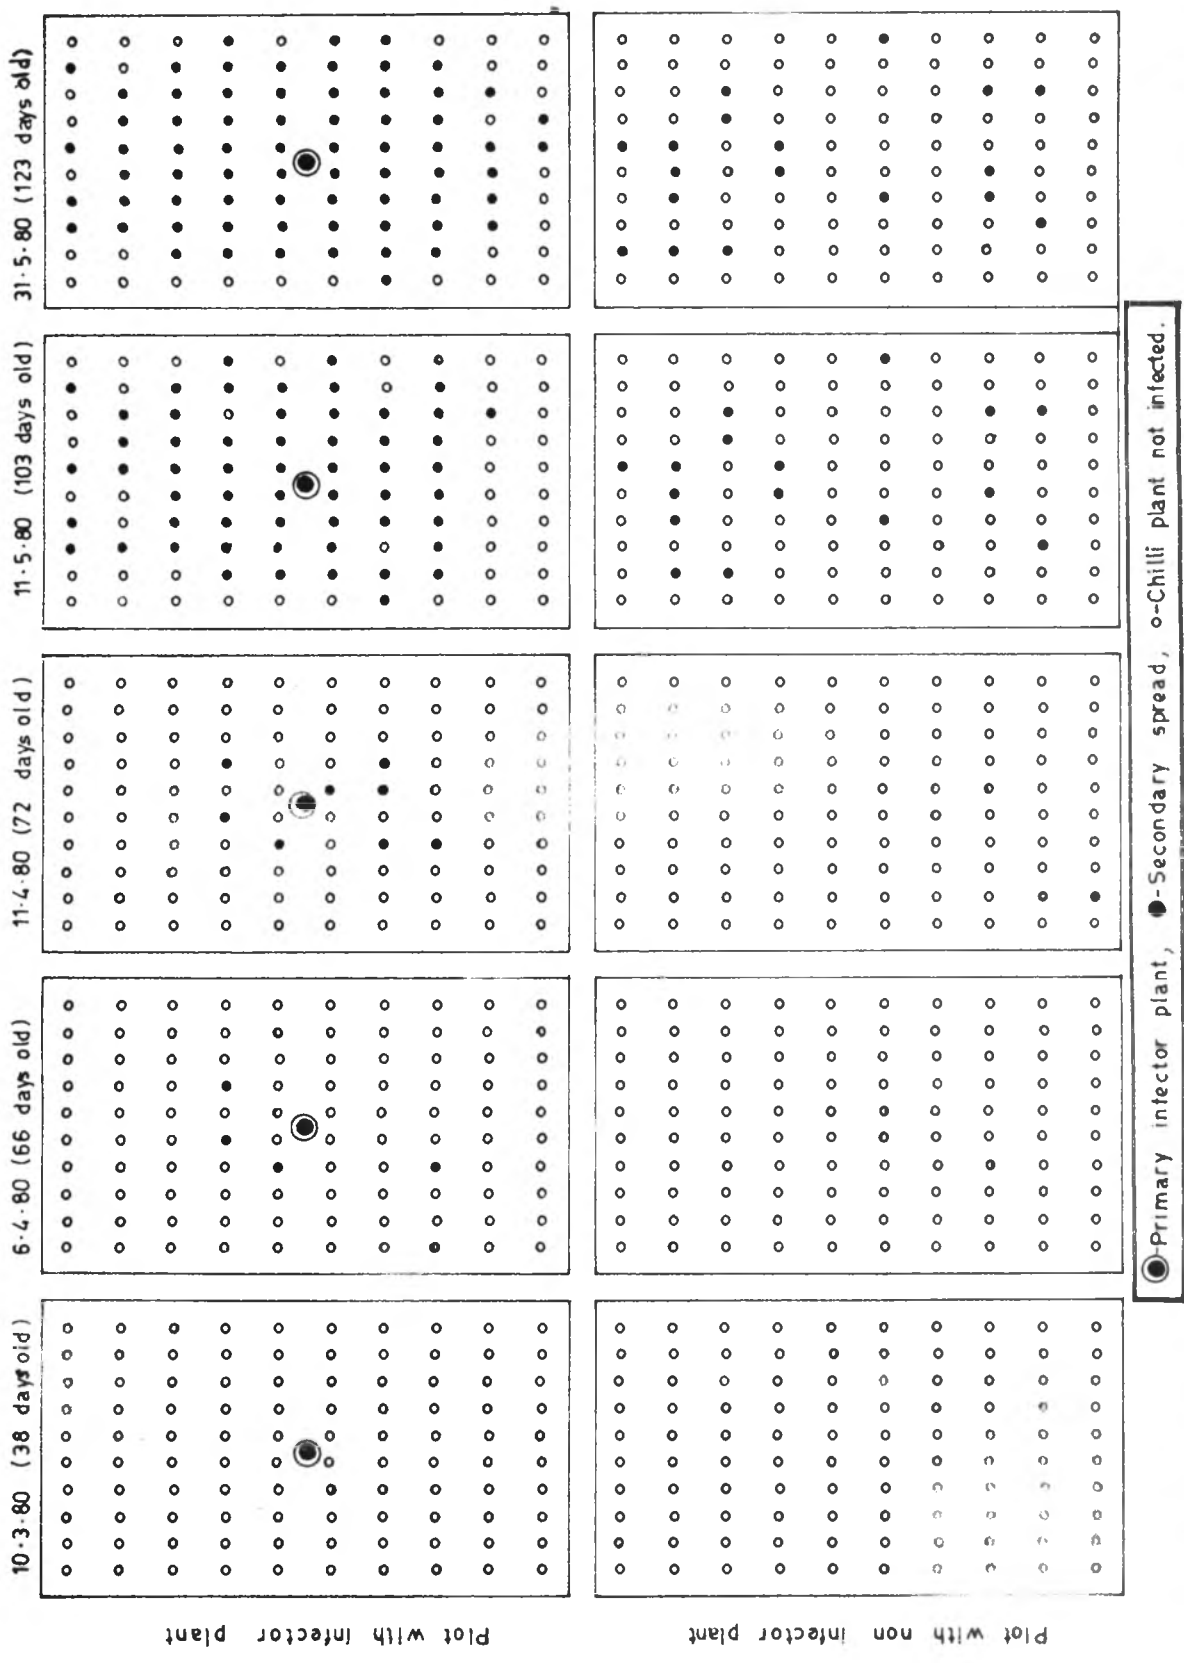 10·3·80 (38 days old)
6·4·80 (66 days old)
11·4·80 (72 days old)
11·5·80 (103 days old)
31·5·80 (123 days old)
Plot with infector plant
Plot with non infector plant
-Primary infector plant, -Secondary spread, o-Chilli plant not infected.